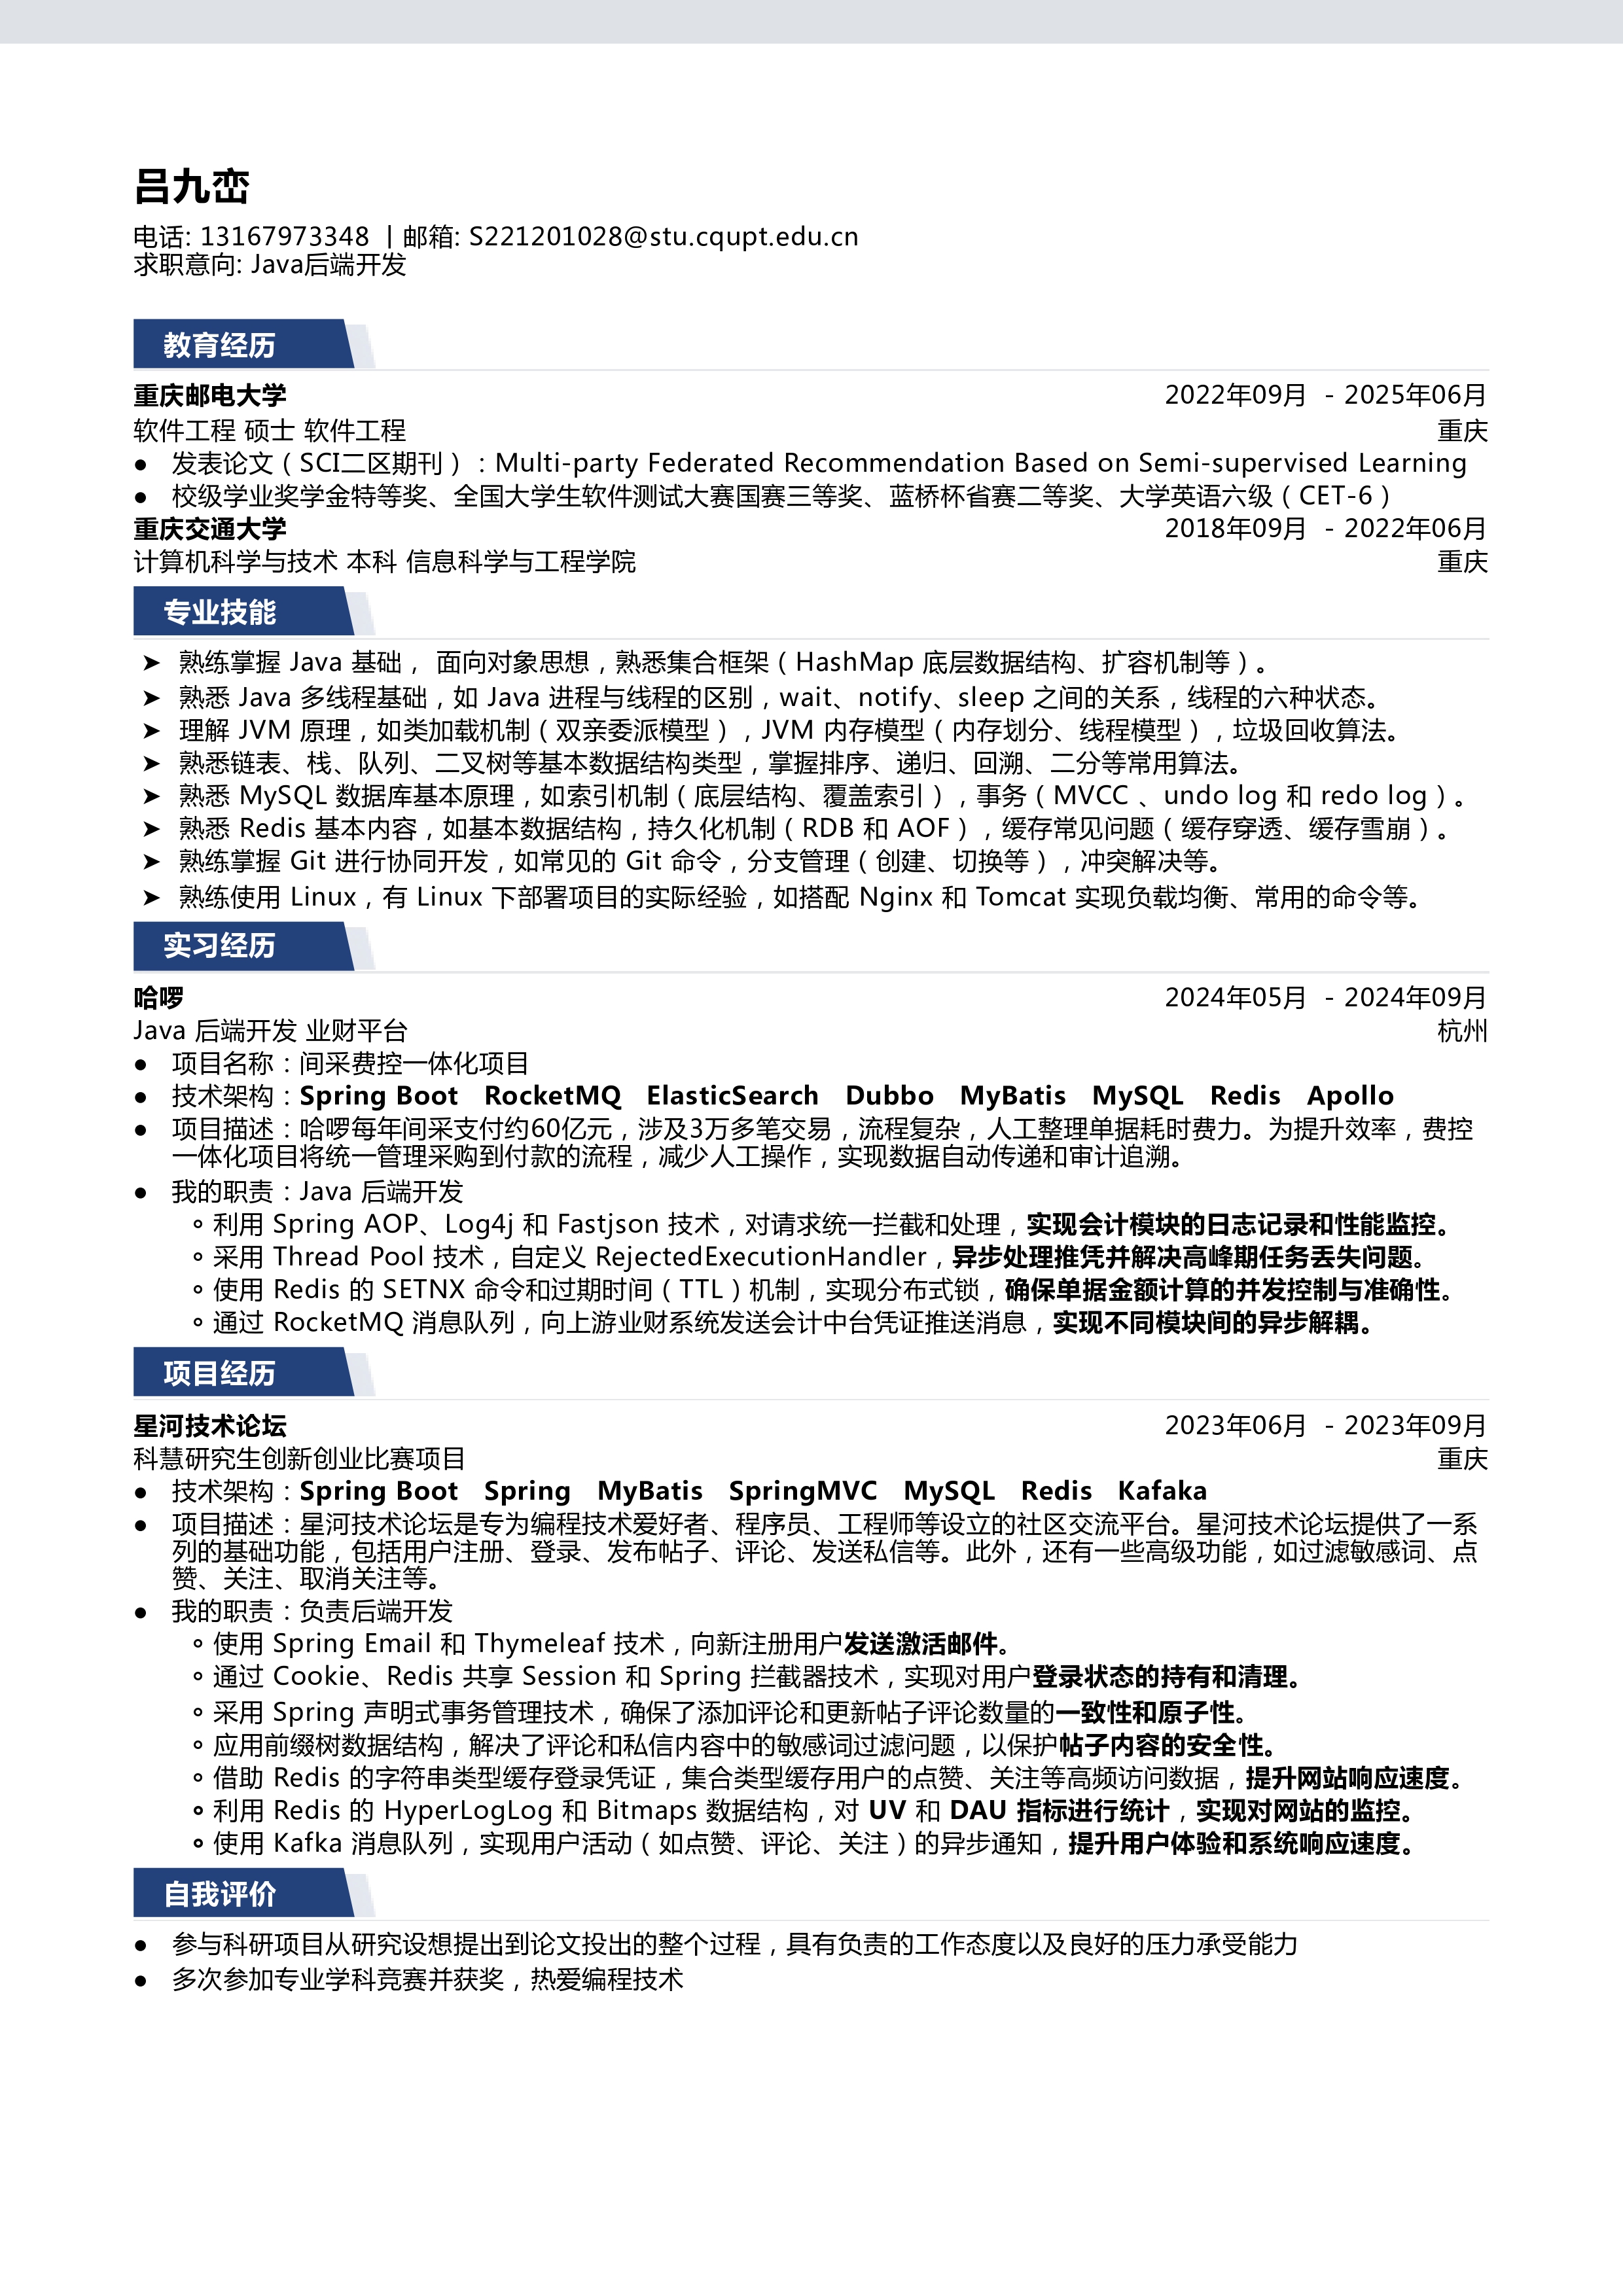 吕九峦
电话: 13167973348 | 邮箱: S221201028@stu.cqupt.edu.cn
求职意向: Java后端开发
教育经历
重庆邮电大学 2022年09月 - 2025年06月
软件工程 硕士 软件工程 重庆
● 发表论文（SCI二区期刊）: Multi-party Federated Recommendation Based on Semi-supervised Learning
● 校级学业奖学金特等奖、全国大学生软件测试大赛国赛三等奖、蓝桥杯省赛二等奖、大学英语六级（CET-6）
重庆交通大学 2018年09月 - 2022年06月
计算机科学与技术 本科 信息科学与工程学院 重庆
专业技能
➤ 熟练掌握 Java 基础， 面向对象思想，熟悉集合框架（HashMap 底层数据结构、扩容机制等）。
➤ 熟悉 Java 多线程基础，如 Java 进程与线程的区别，wait、notify、sleep 之间的关系，线程的六种状态。
➤ 理解 JVM 原理，如类加载机制（双亲委派模型），JVM 内存模型（内存划分、线程模型），垃圾回收算法。
➤ 熟悉链表、栈、队列、二叉树等基本数据结构类型，掌握排序、递归、回溯、二分等常用算法。
➤ 熟悉 MySQL 数据库基本原理，如索引机制（底层结构、覆盖索引），事务（MVCC 、undo log 和 redo log）。
➤ 熟悉 Redis 基本内容，如基本数据结构，持久化机制（RDB 和 AOF），缓存常见问题（缓存穿透、缓存雪崩）。
➤ 熟练掌握 Git 进行协同开发，如常见的 Git 命令，分支管理（创建、切换等），冲突解决等。
➤ 熟练使用 Linux，有 Linux 下部署项目的实际经验，如搭配 Nginx 和 Tomcat 实现负载均衡、常用的命令等。
实习经历
哈啰 2024年05月 - 2024年09月
Java 后端开发 业财平台 杭州
● 项目名称：间采费控一体化项目
● 技术架构：Spring Boot RocketMQ ElasticSearch Dubbo MyBatis MySQL Redis Apollo
● 项目描述：哈啰每年间采支付约60亿元，涉及3万多笔交易，流程复杂，人工整理单据耗时费力。为提升效率，费控
一体化项目将统一管理采购到付款的流程，减少人工操作，实现数据自动传递和审计追溯。
● 我的职责：Java 后端开发
⚬ 利用 Spring AOP、Log4j 和 Fastjson 技术，对请求统一拦截和处理，实现会计模块的日志记录和性能监控。
⚬ 采用 Thread Pool 技术，自定义 RejectedExecutionHandler，异步处理推凭并解决高峰期任务丢失问题。
⚬ 使用 Redis 的 SETNX 命令和过期时间（TTL）机制，实现分布式锁，确保单据金额计算的并发控制与准确性。
⚬ 通过 RocketMQ 消息队列，向上游业财系统发送会计中台凭证推送消息，实现不同模块间的异步解耦。
项目经历
星河技术论坛 2023年06月 - 2023年09月
科慧研究生创新创业比赛项目 重庆
● 技术架构：Spring Boot Spring MyBatis SpringMVC MySQL Redis Kafaka
● 项目描述：星河技术论坛是专为编程技术爱好者、程序员、工程师等设立的社区交流平台。星河技术论坛提供了一系
列的基础功能，包括用户注册、登录、发布帖子、评论、发送私信等。此外，还有一些高级功能，如过滤敏感词、点
赞、关注、取消关注等。
● 我的职责：负责后端开发
⚬ 使用 Spring Email 和 Thymeleaf 技术，向新注册用户发送激活邮件。
⚬ 通过 Cookie、Redis 共享 Session 和 Spring 拦截器技术，实现对用户登录状态的持有和清理。
⚬ 采用 Spring 声明式事务管理技术，确保了添加评论和更新帖子评论数量的一致性和原子性。
⚬ 应用前缀树数据结构，解决了评论和私信内容中的敏感词过滤问题，以保护帖子内容的安全性。
⚬ 借助 Redis 的字符串类型缓存登录凭证，集合类型缓存用户的点赞、关注等高频访问数据，提升网站响应速度。
⚬ 利用 Redis 的 HyperLogLog 和 Bitmaps 数据结构，对 UV 和 DAU 指标进行统计，实现对网站的监控。
⚬ 使用 Kafka 消息队列，实现用户活动（如点赞、评论、关注）的异步通知，提升用户体验和系统响应速度。
自我评价
● 参与科研项目从研究设想提出到论文投出的整个过程，具有负责的工作态度以及良好的压力承受能力
● 多次参加专业学科竞赛并获奖，热爱编程技术